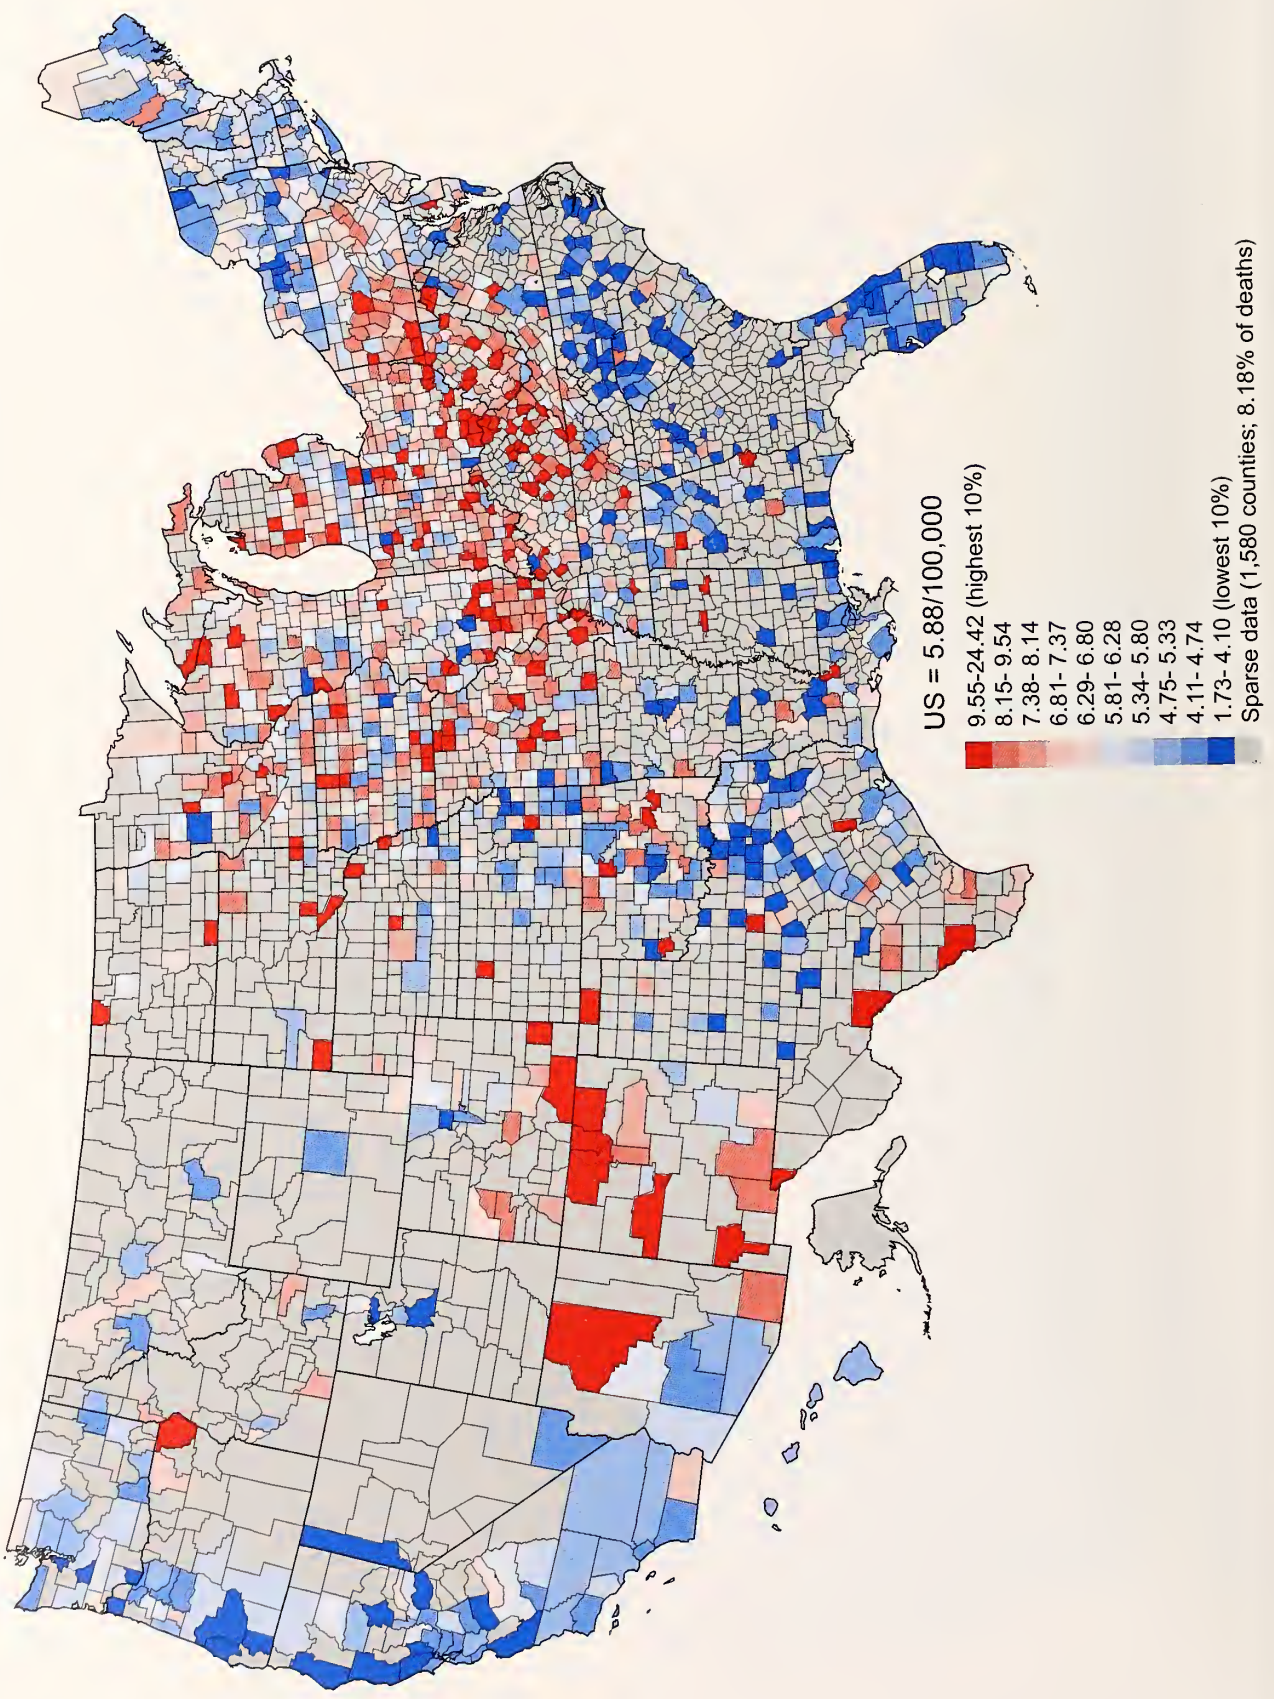 US = 5.88/100,000
9.55-24.42 (highest 10%)
8.15- 9.54
7.38- 8.14
6.81- 7.37
6.29- 6.80
5.81- 6.28
5.34- 5.80
4.75- 5.33
4.11- 4.74
1.73- 4.10 (lowest 10%)
Sparse data (1,580 counties; 8.18% of deaths)